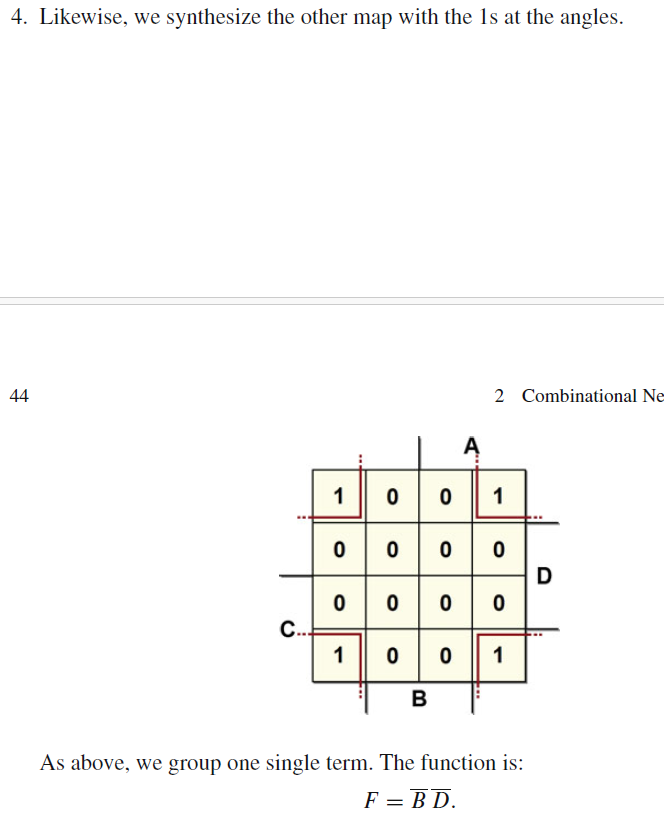 4. Likewise, we synthesize the other map with the 1s at the angles.
44
2 Combinational Ne
A
1 0 0 1
0 0 0 0
D
0 0 0 0
C
1 0 0 1
B
As above, we group one single term. The function is:
F = B̅ D̅.